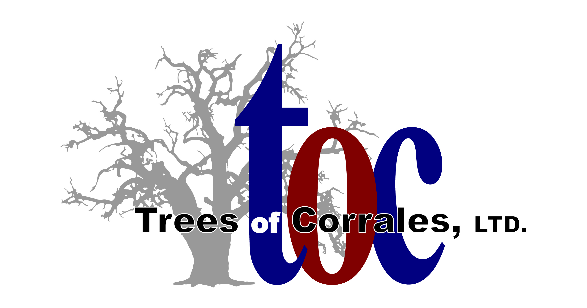 toc
Trees of Corrales, LTD.